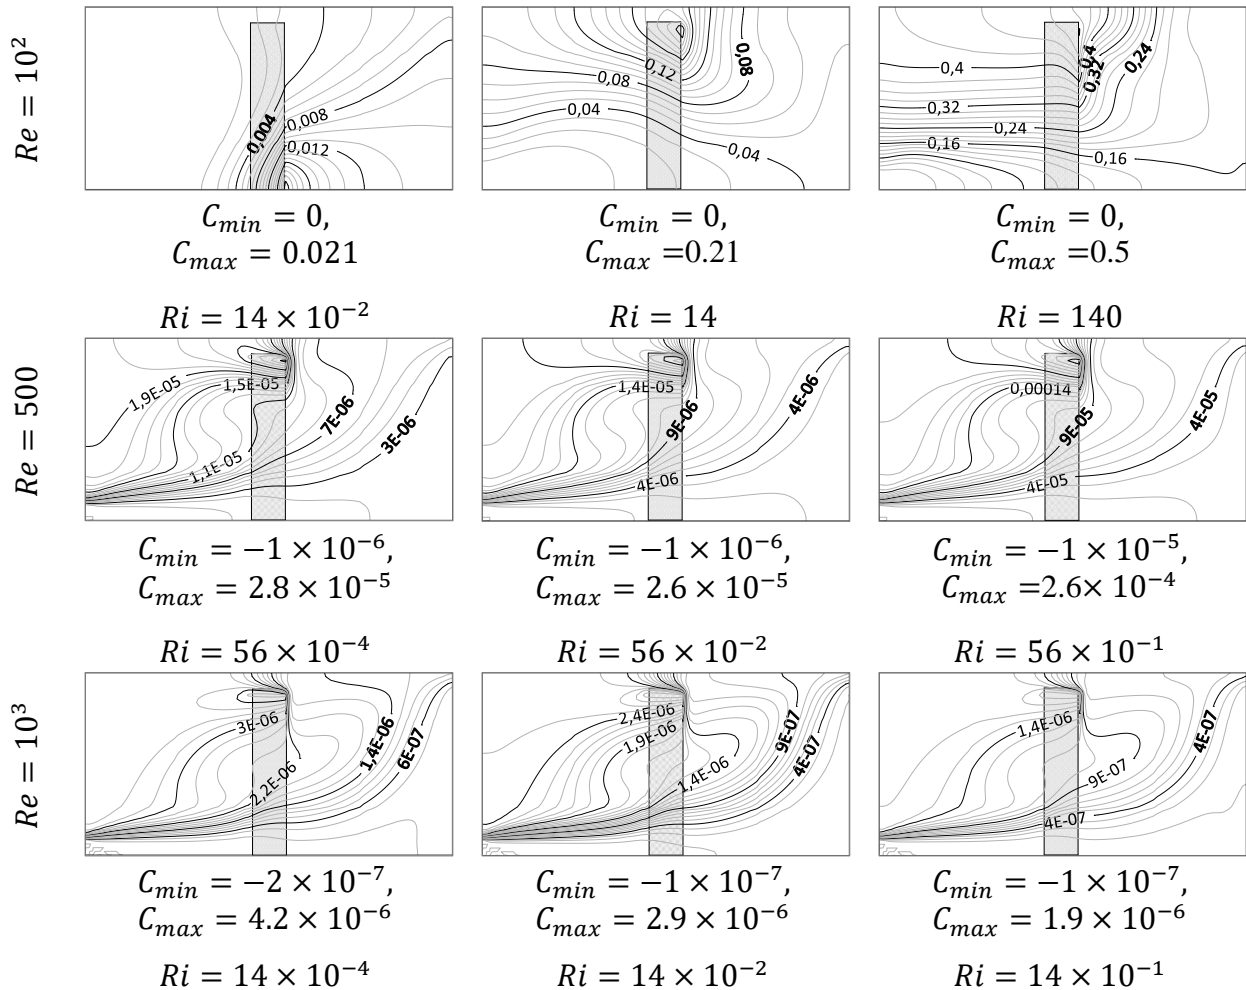 Re = 10²
0,004
0,008
0,012
0,12
0,08
0,08
0,04
0,04
0,4
0,4
0,32
0,24
0,32
0,24
0,16
0,16
C_min = 0,
C_max = 0.021
C_min = 0,
C_max =0.21
C_min = 0,
C_max =0.5
Ri = 14 × 10⁻²
Ri = 14
Ri = 140
Re = 500
1,9E-05
1,5E-05
7E-06
3E-06
1,1E-05
1,4E-05
4E-06
9E-06
4E-06
0,00014
4E-05
9E-05
4E-05
C_min = −1 × 10⁻⁶,
C_max = 2.8 × 10⁻⁵
C_min = −1 × 10⁻⁶,
C_max = 2.6 × 10⁻⁵
C_min = −1 × 10⁻⁵,
C_max =2.6× 10⁻⁴
Ri = 56 × 10⁻⁴
Ri = 56 × 10⁻²
Ri = 56 × 10⁻¹
Re = 10³
3E-06
1,4E-06
6E-07
2,2E-06
2,4E-06
1,9E-06
9E-07
4E-07
1,4E-06
1,4E-06
4E-07
9E-07
4E-07
C_min = −2 × 10⁻⁷,
C_max = 4.2 × 10⁻⁶
C_min = −1 × 10⁻⁷,
C_max = 2.9 × 10⁻⁶
C_min = −1 × 10⁻⁷,
C_max = 1.9 × 10⁻⁶
Ri = 14 × 10⁻⁴
Ri = 14 × 10⁻²
Ri = 14 × 10⁻¹